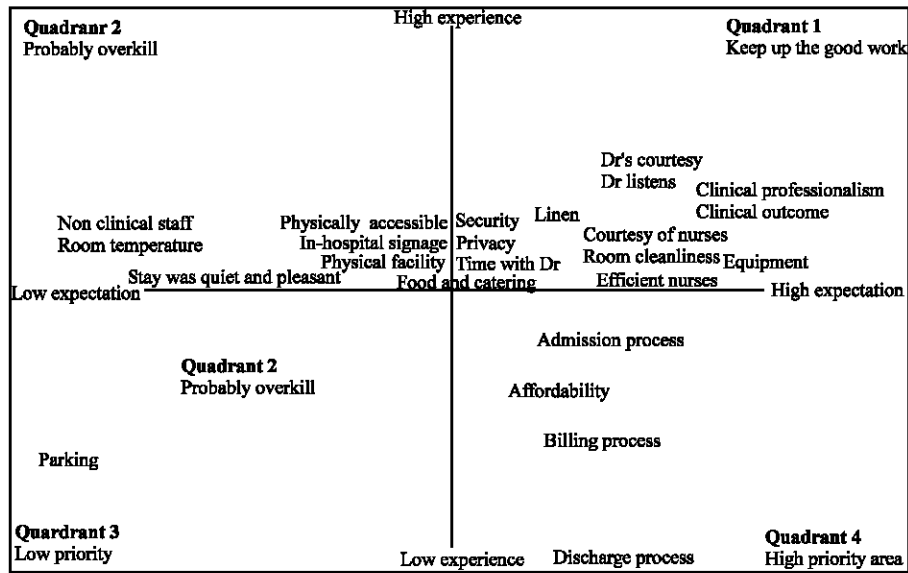 Quadranr 2
Probably overkill
High experience
Quadrant 1
Keep up the good work
Dr's courtesy
Dr listens
Clinical professionalism
Clinical outcome
Non clinical staff
Room temperature
Physically accessible
In-hospital signage
Physical facility
Stay was quiet and pleasant
Security
Privacy
Time with Dr
Food and catering
Linen
Courtesy of nurses
Room cleanliness
Equipment
Efficient nurses
Low expectation
High expectation
Admission process
Quadrant 2
Probably overkill
Affordability
Billing process
Parking
Quardrant 3
Low priority
Low experience
Discharge process
Quadrant 4
High priority area